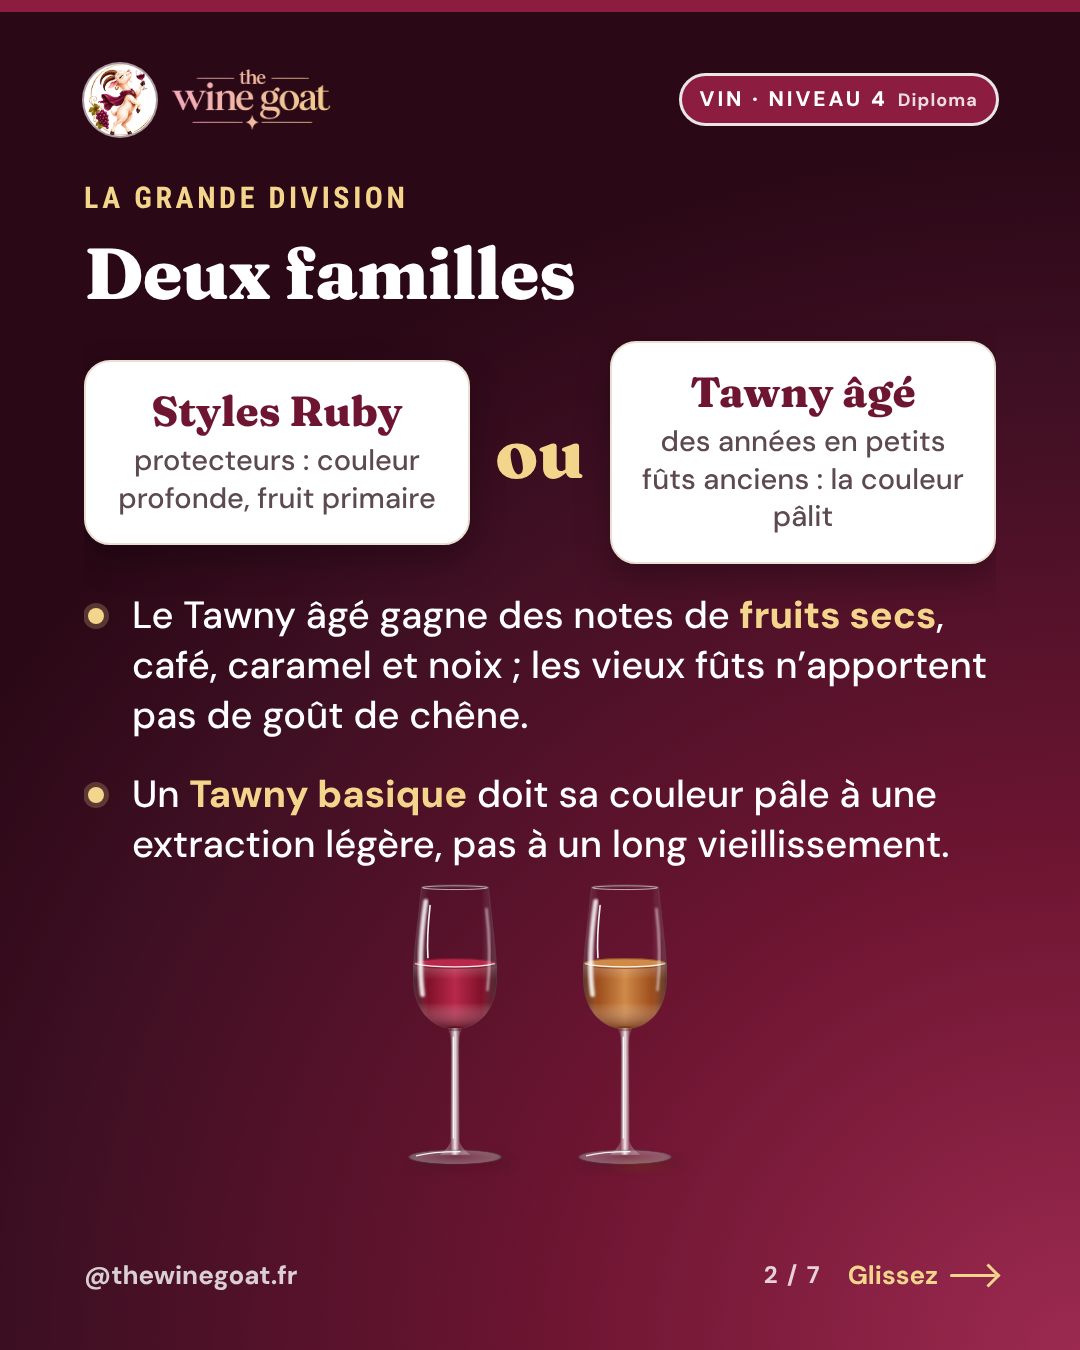 the
wine goat
VIN · NIVEAU 4 Diploma
LA GRANDE DIVISION
Deux familles
Styles Ruby
protecteurs : couleur
profonde, fruit primaire
ou
Tawny âgé
des années en petits
fûts anciens : la couleur
pâlit
Le Tawny âgé gagne des notes de fruits secs,
café, caramel et noix ; les vieux fûts n’apportent
pas de goût de chêne.
Un Tawny basique doit sa couleur pâle à une
extraction légère, pas à un long vieillissement.
@thewinegoat.fr
2 / 7 Glissez